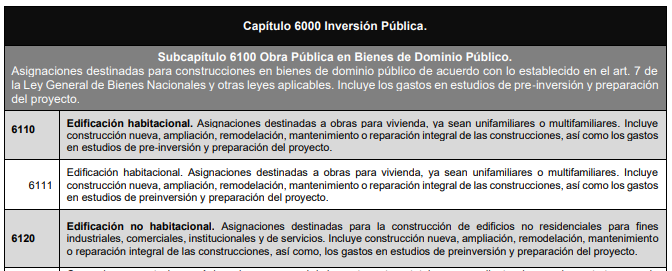 Capítulo 6000 Inversión Pública.
Subcapítulo 6100 Obra Pública en Bienes de Dominio Público.
Asignaciones destinadas para construcciones en bienes de dominio público de acuerdo con lo establecido en el art. 7 de
la Ley General de Bienes Nacionales y otras leyes aplicables. Incluye los gastos en estudios de pre-inversión y preparación
del proyecto.
6110
Edificación habitacional. Asignaciones destinadas a obras para vivienda, ya sean unifamiliares o multifamiliares. Incluye
construcción nueva, ampliación, remodelación, mantenimiento o reparación integral de las construcciones, así como los gastos
en estudios de pre-inversión y preparación del proyecto.
6111
Edificación habitacional. Asignaciones destinadas a obras para vivienda, ya sean unifamiliares o multifamiliares. Incluye
construcción nueva, ampliación, remodelación, mantenimiento o reparación integral de las construcciones, así como los gastos
en estudios de preinversión y preparación del proyecto.
6120
Edificación no habitacional. Asignaciones destinadas para la construcción de edificios no residenciales para fines
industriales, comerciales, institucionales y de servicios. Incluye construcción nueva, ampliación, remodelación, mantenimiento
o reparación integral de las construcciones, así como, los gastos en estudios de preinversión y preparación del proyecto.